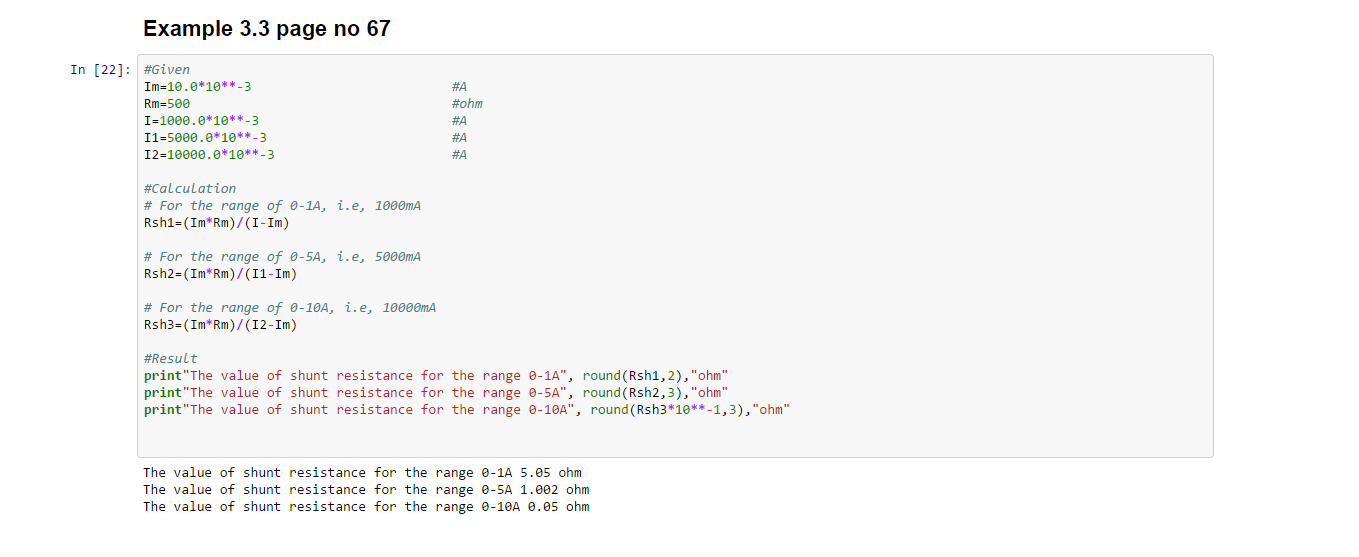 Example 3.3 page no 67
In [22]:
#Given
Im=10.0*10**-3 #A
Rm=500 #ohm
I=1000.0*10**-3 #A
I1=5000.0*10**-3 #A
I2=10000.0*10**-3 #A
#Calculation
# For the range of 0-1A, i.e, 1000mA
Rsh1=(Im*Rm)/(I-Im)
# For the range of 0-5A, i.e, 5000mA
Rsh2=(Im*Rm)/(I1-Im)
# For the range of 0-10A, i.e, 10000mA
Rsh3=(Im*Rm)/(I2-Im)
#Result
print"The value of shunt resistance for the range 0-1A", round(Rsh1,2),"ohm"
print"The value of shunt resistance for the range 0-5A", round(Rsh2,3),"ohm"
print"The value of shunt resistance for the range 0-10A", round(Rsh3*10**-1,3),"ohm"
The value of shunt resistance for the range 0-1A 5.05 ohm
The value of shunt resistance for the range 0-5A 1.002 ohm
The value of shunt resistance for the range 0-10A 0.05 ohm